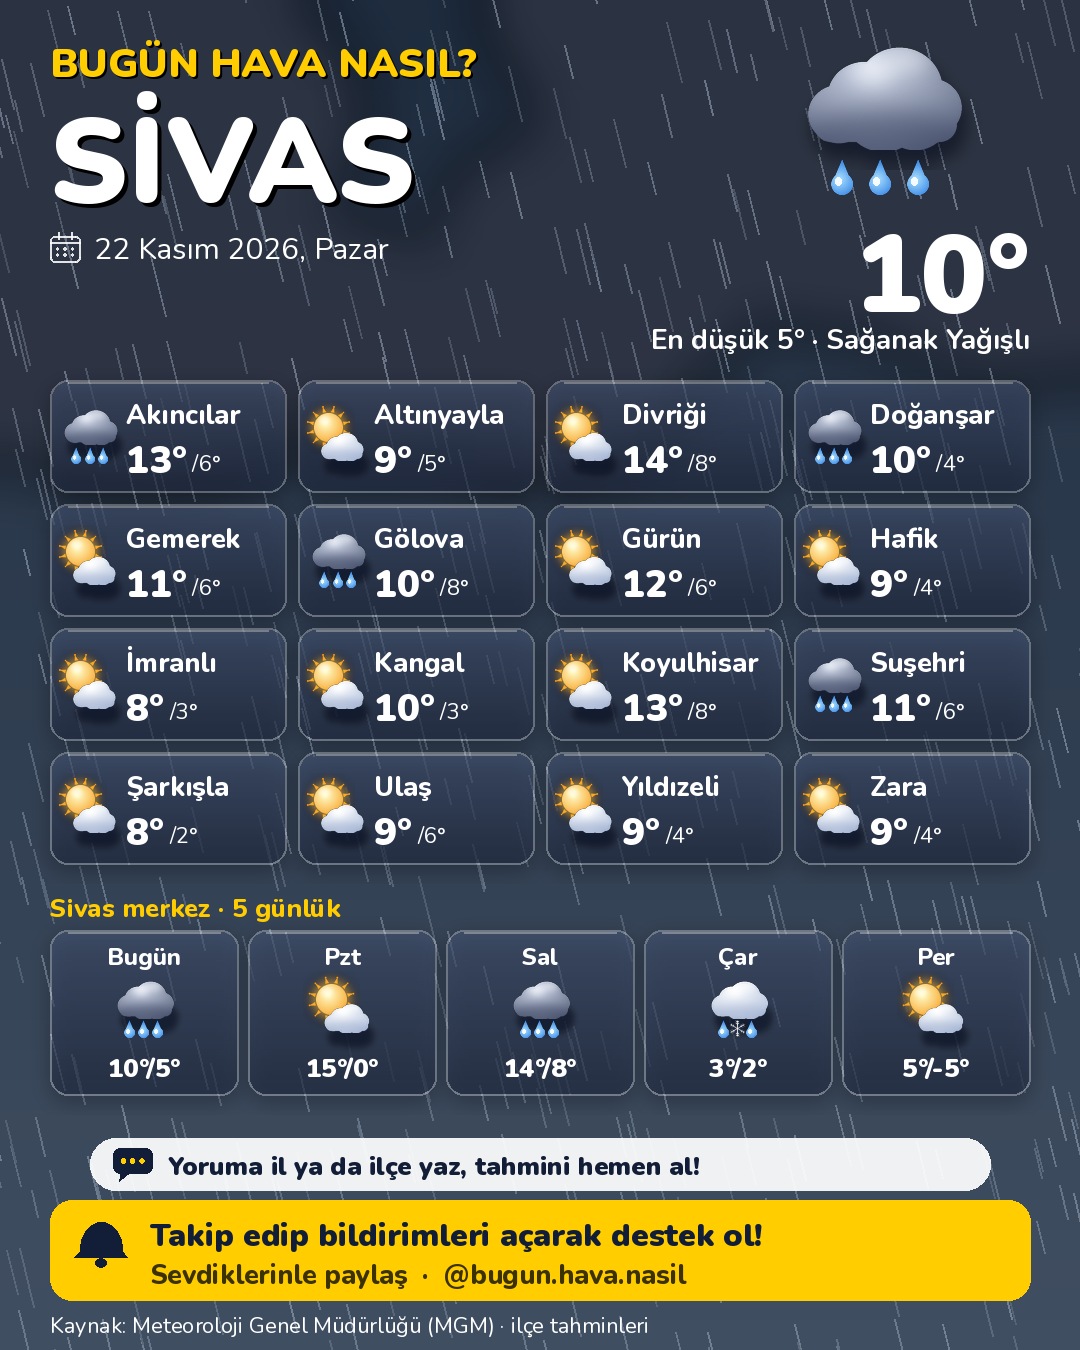 BUGÜN HAVA NASIL?
SİVAS
22 Kasım 2026, Pazar
10°
En düşük 5° · Sağanak Yağışlı
Akıncılar
13° /6°
Altınyayla
9° /5°
Divriği
14° /8°
Doğanşar
10° /4°
Gemerek
11° /6°
Gölova
10° /8°
Gürün
12° /6°
Hafik
9° /4°
İmranlı
8° /3°
Kangal
10° /3°
Koyulhisar
13° /8°
Suşehri
11° /6°
Şarkışla
8° /2°
Ulaş
9° /6°
Yıldızeli
9° /4°
Zara
9° /4°
Sivas merkez · 5 günlük
Bugün
10°/5°
Pzt
15°/0°
Sal
14°/8°
Çar
3°/2°
Per
5°/-5°
Yoruma il ya da ilçe yaz, tahmini hemen al!
Takip edip bildirimleri açarak destek ol!
Sevdiklerinle paylaş · @bugun.hava.nasil
Kaynak: Meteoroloji Genel Müdürlüğü (MGM) · ilçe tahminleri